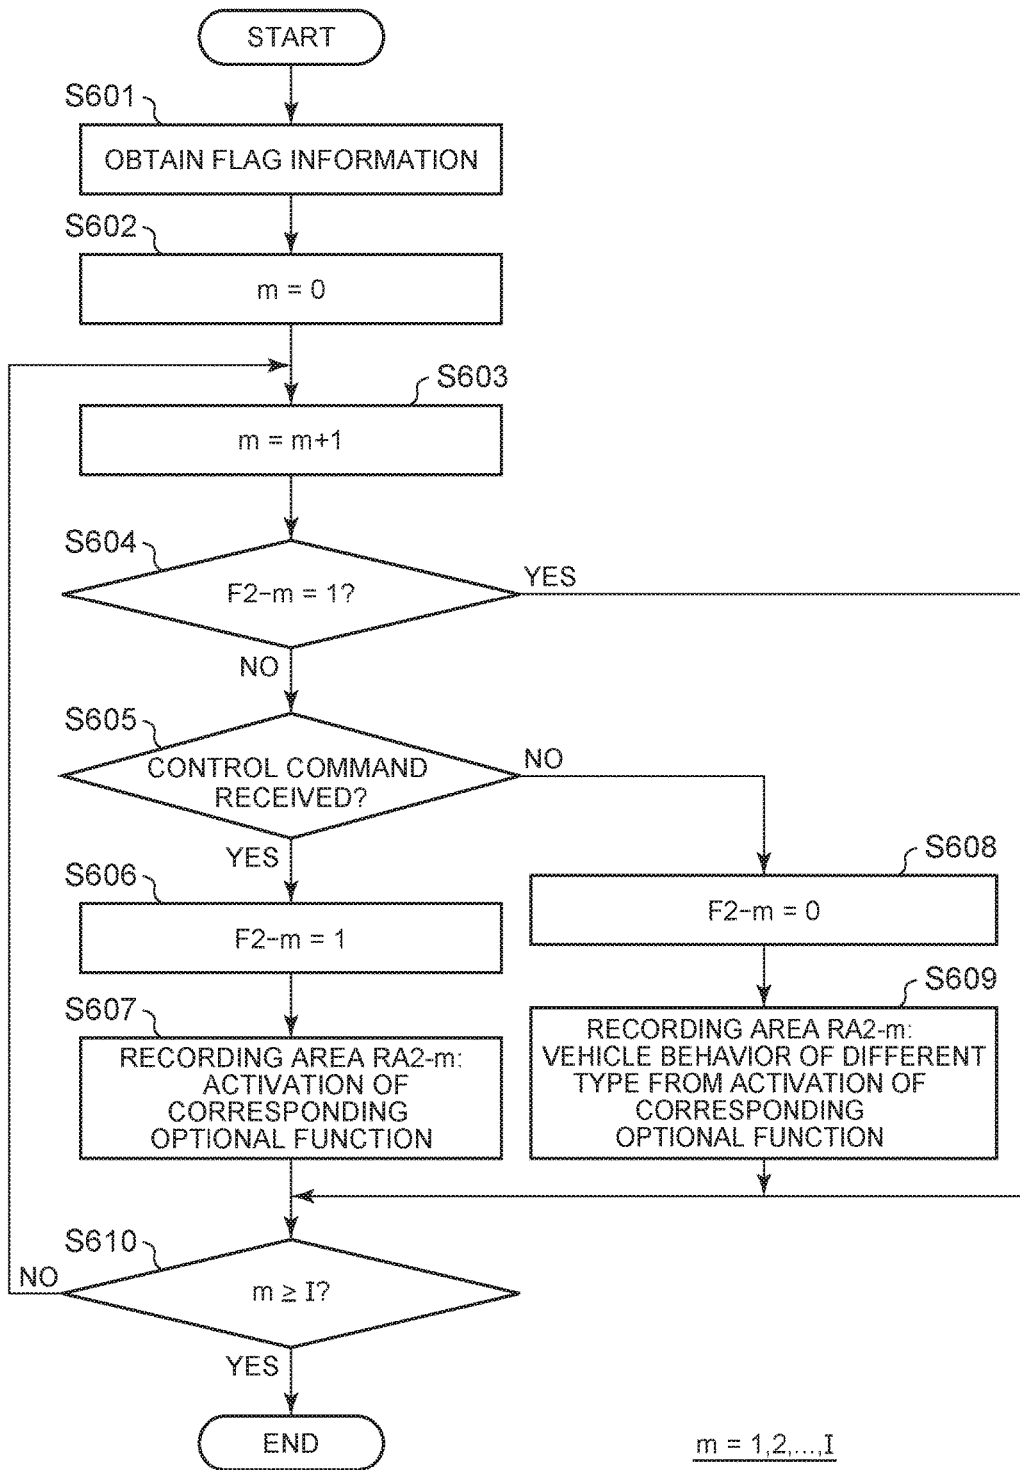 START
S601
OBTAIN FLAG INFORMATION
S602
m = 0
S603
m = m+1
S604
F2-m = 1?
YES
NO
S605
CONTROL COMMAND
RECEIVED?
NO
YES
S606
F2-m = 1
S608
F2-m = 0
S607
RECORDING AREA RA2-m:
ACTIVATION OF
CORRESPONDING
OPTIONAL FUNCTION
S609
RECORDING AREA RA2-m:
VEHICLE BEHAVIOR OF DIFFERENT
TYPE FROM ACTIVATION OF
CORRESPONDING
OPTIONAL FUNCTION
S610
m ≥ I?
NO
YES
END
m = 1,2,...,I